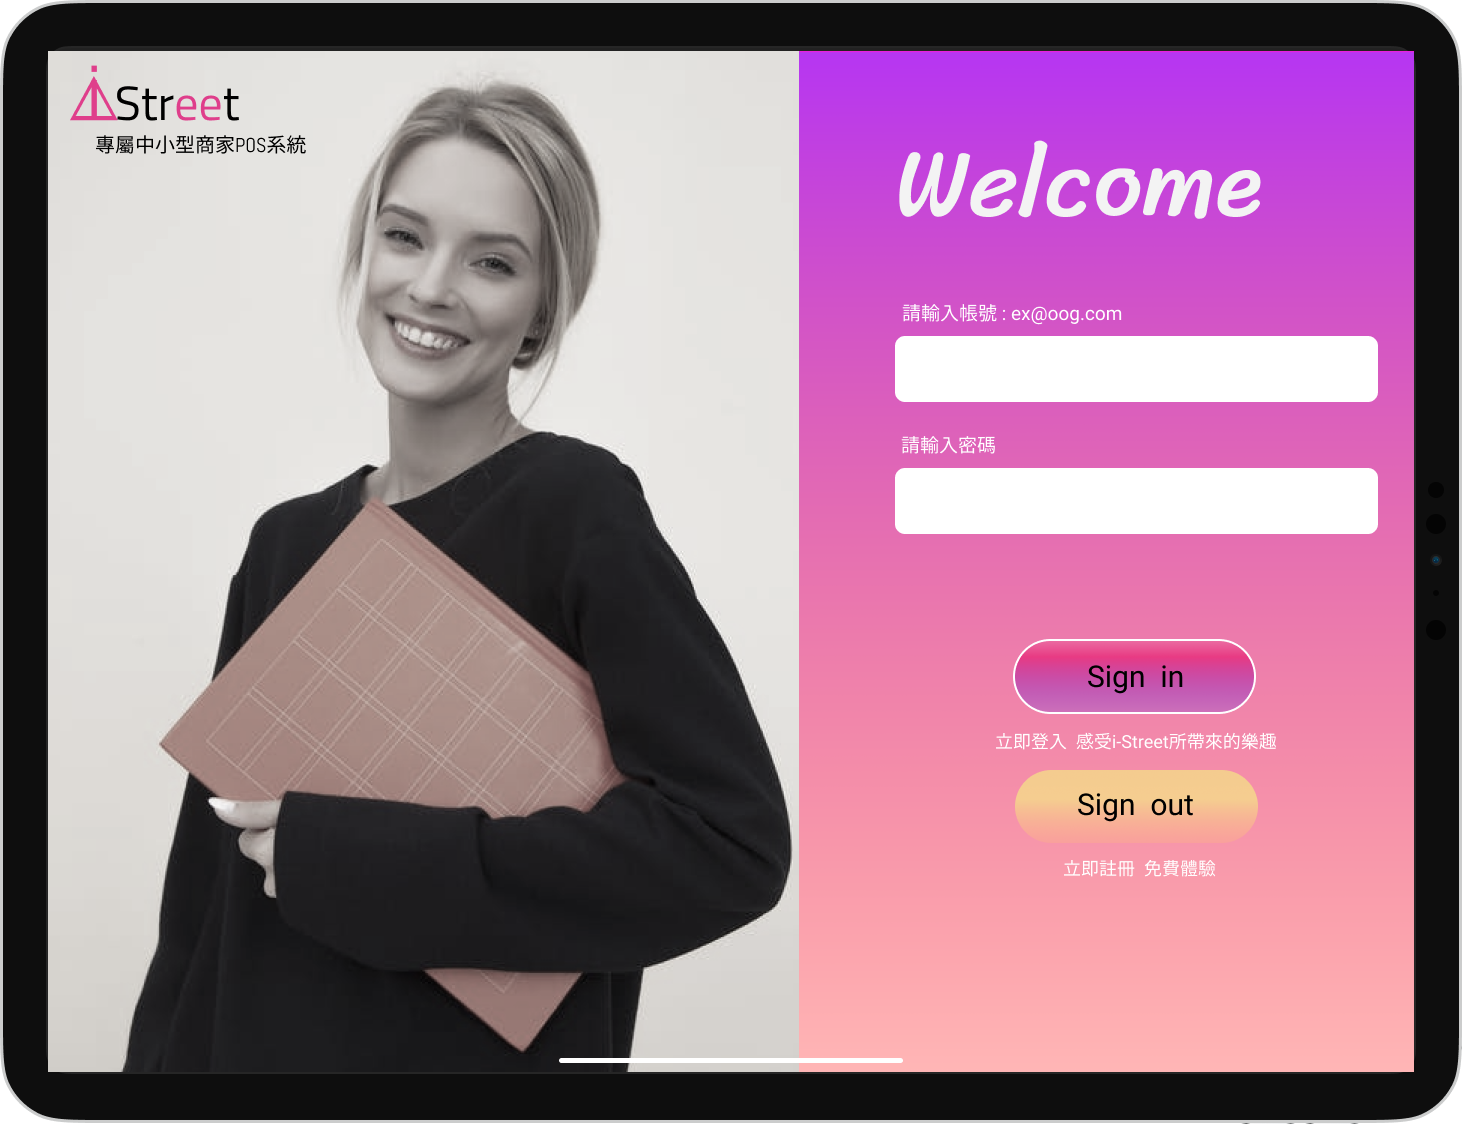 iStreet
專屬中小型商家POS系統
Welcome
請輸入帳號 : ex@oog.com
請輸入密碼
Sign in
立即登入 感受i-Street所帶來的樂趣
Sign out
立即註冊 免費體驗